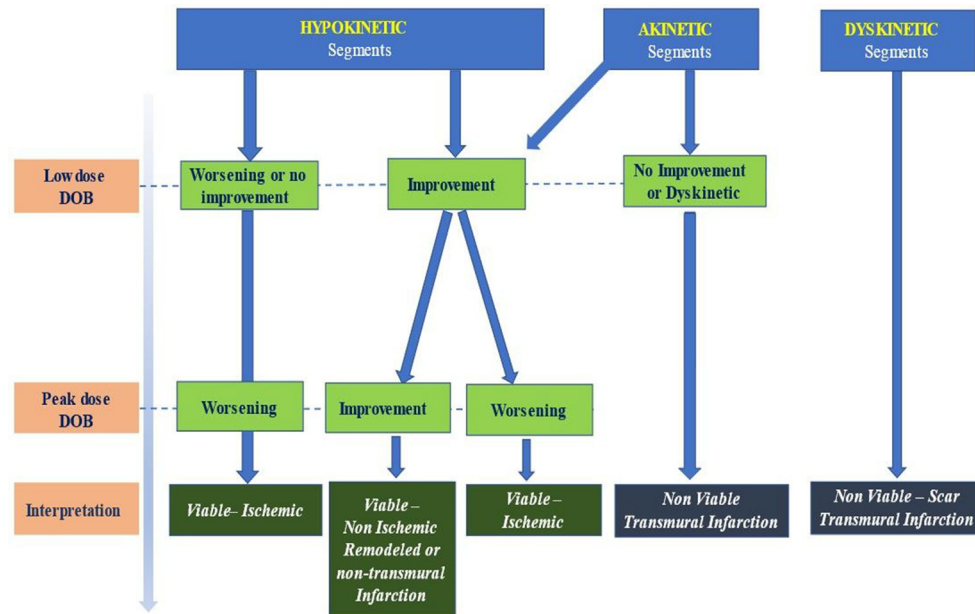 HYPOKINETIC
Segments
AKINETIC
Segments
DYSKINETIC
Segments
Low dose
DOB
Worsening or no
improvement
Improvement
No Improvement
or Dyskinetic
Peak dose
DOB
Worsening
Improvement
Worsening
Interpretation
Viable– Ischemic
Viable –
Non Ischemic
Remodeled or
non-transmural
Infarction
Viable –
Ischemic
Non Viable
Transmural Infarction
Non Viable – Scar
Transmural Infarction